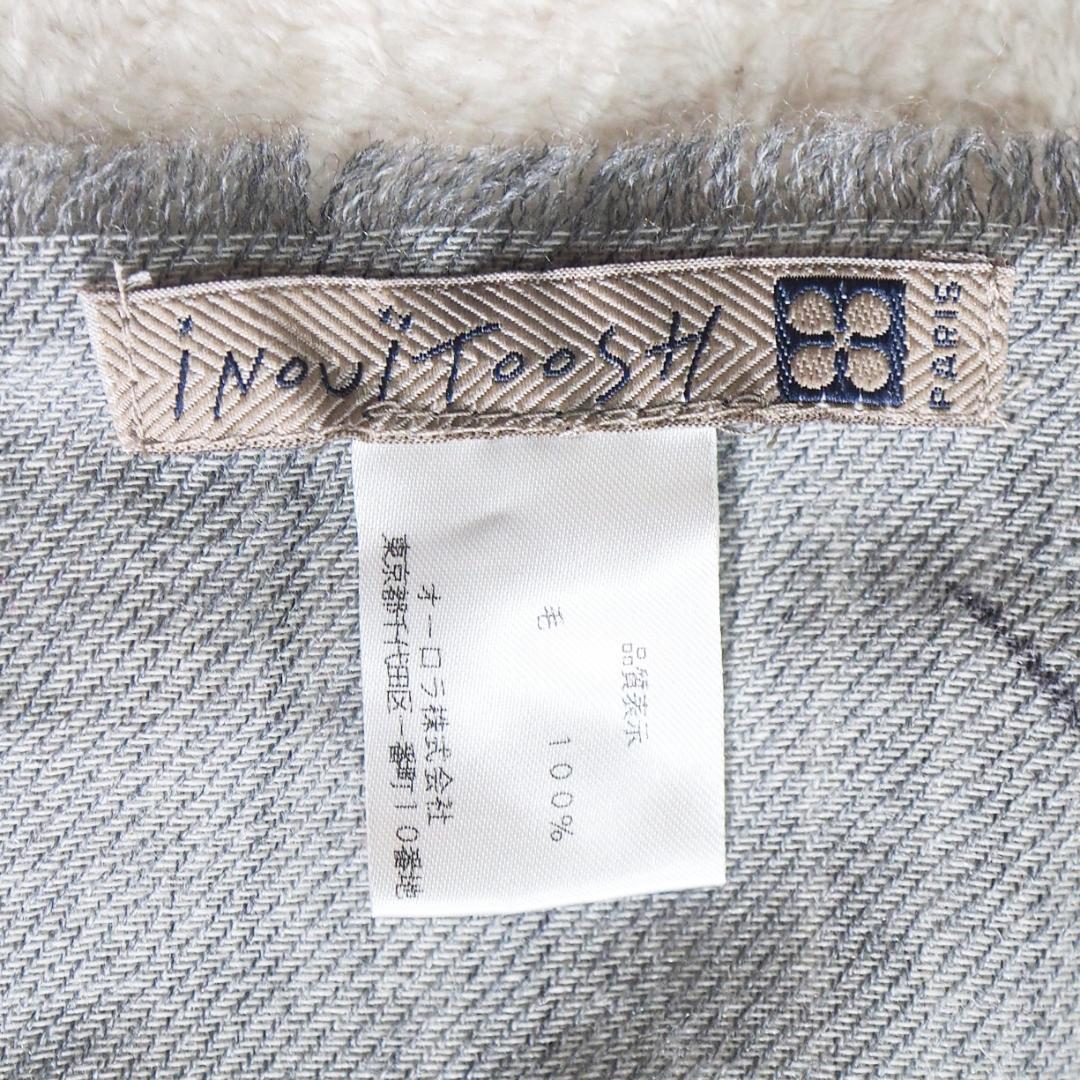 iNOUÏTOOSH
PARIS
品質表示
毛 100%
オーロラ株式会社
東京都千代田区一番町10番地